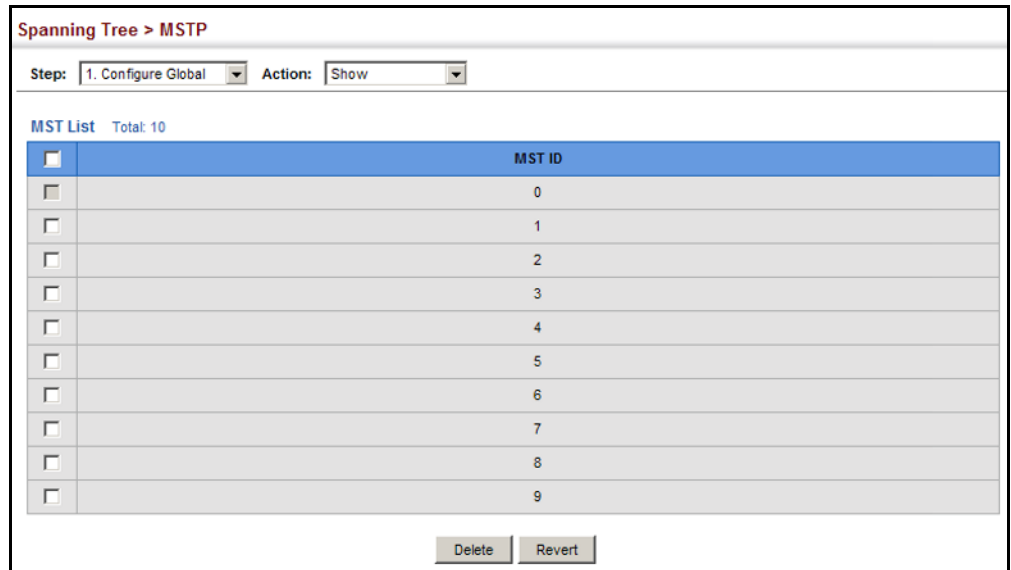 Spanning Tree > MSTP
Step: 1. Configure Global Action: Show
MST List Total: 10
MST ID
0
1
2
3
4
5
6
7
8
9
Delete Revert